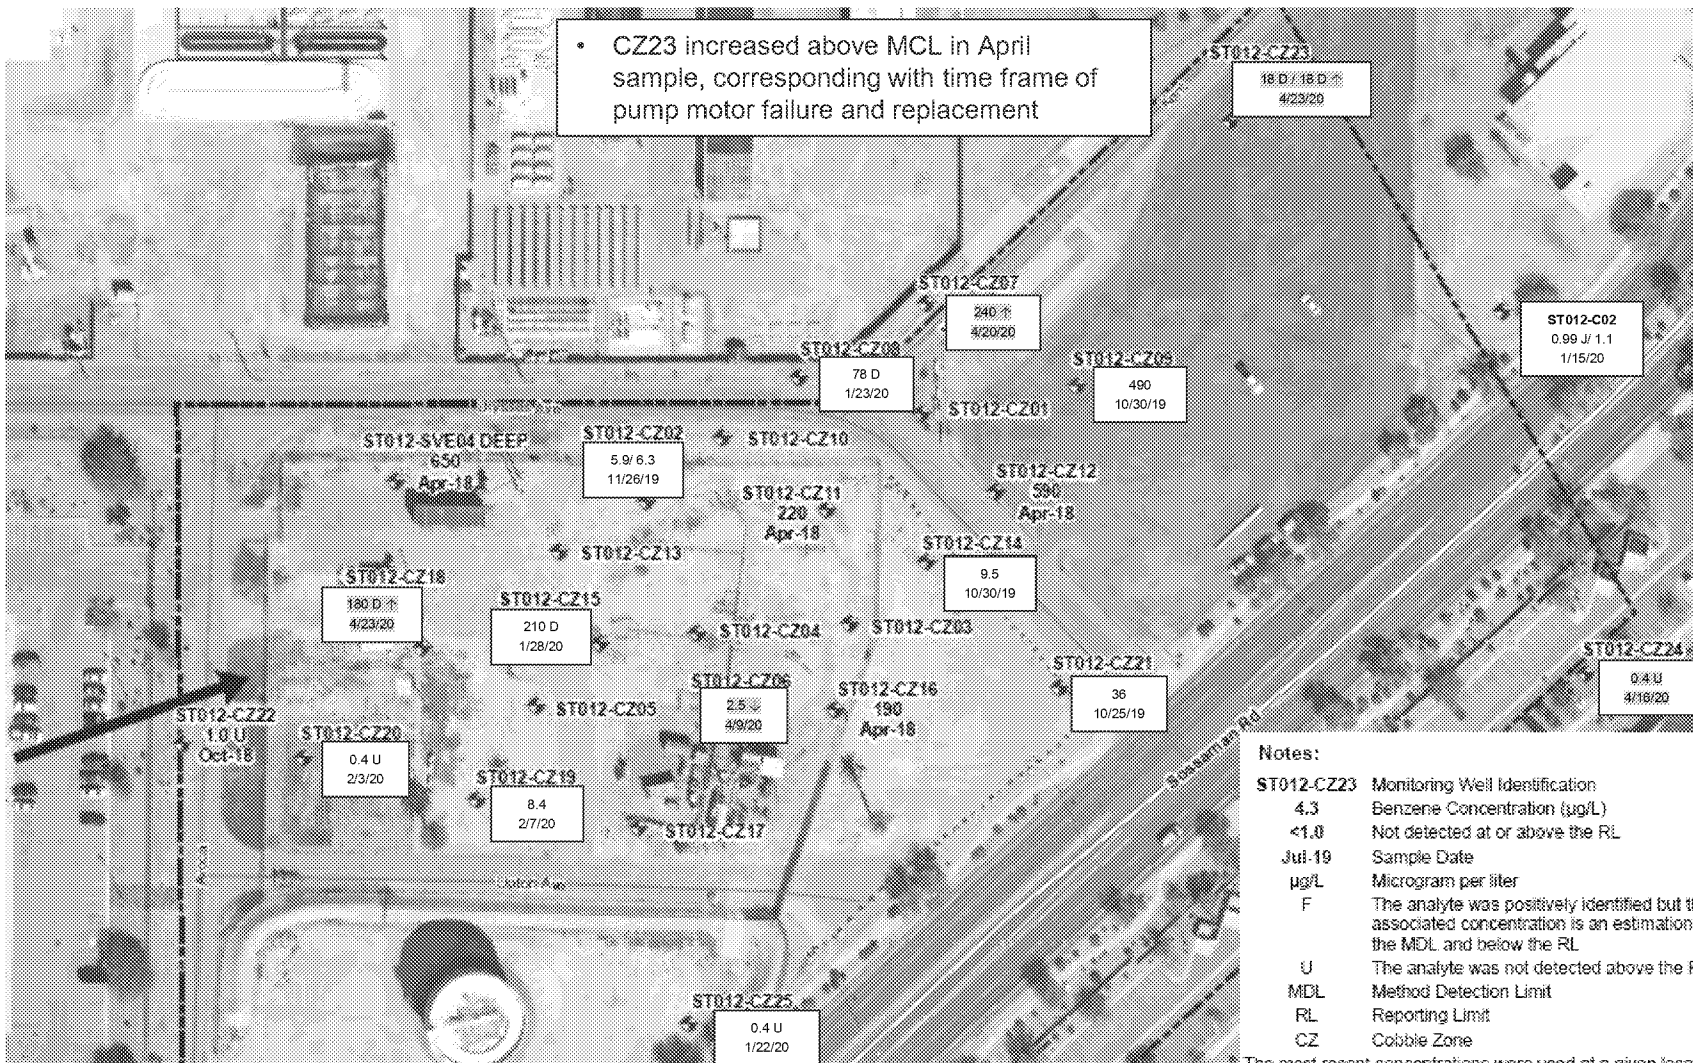 • CZ23 increased above MCL in April
sample, corresponding with time frame of
pump motor failure and replacement
ST012-CZ23
18 D / 18 D ↑
4/23/20
ST012-CZ07
240 ↑
4/20/20
ST012-C02
0.99 J/ 1.1
1/15/20
ST012-CZ08
78 D
1/23/20
ST012-CZ09
490
10/30/19
ST012-CZ01
ST012-SVE04 DEEP
650
Apr-18
ST012-CZ02
5.9/ 6.3
11/26/19
ST012-CZ10
ST012-CZ11
220
Apr-18
ST012-CZ12
590
Apr-18
ST012-CZ13
ST012-CZ14
9.5
10/30/19
ST012-CZ18
180 D ↑
4/23/20
ST012-CZ15
210 D
1/28/20
ST012-CZ04
ST012-CZ03
ST012-CZ21
36
10/25/19
ST012-CZ24
0.4 U
4/16/20
ST012-CZ22
1.0 U
Oct-18
ST012-CZ20
0.4 U
2/3/20
ST012-CZ05
ST012-CZ06
2.5 ↓
4/9/20
ST012-CZ16
190
Apr-18
ST012-CZ19
8.4
2/7/20
ST012-CZ17
Sossaman Rd
ST012-CZ25
0.4 U
1/22/20
Notes:
ST012-CZ23 Monitoring Well Identification
4.3 Benzene Concentration (µg/L)
<1.0 Not detected at or above the RL
Jul-19 Sample Date
µg/L Microgram per liter
F The analyte was positively identified but th
associated concentration is an estimation
the MDL and below the RL
U The analyte was not detected above the R
MDL Method Detection Limit
RL Reporting Limit
CZ Cobble Zone
* The most recent concentrations were used at a given loca